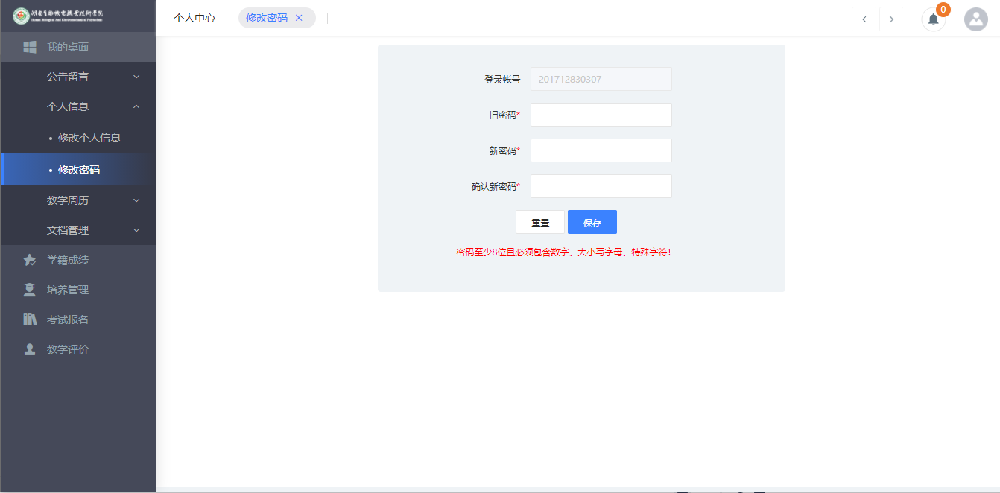 湖南生物机电职业技术学院
Hunan Biological And Electromechanical Polytechnic
个人中心
修改密码
0
我的桌面
公告留言
个人信息
• 修改个人信息
• 修改密码
教学周历
文档管理
学籍成绩
培养管理
考试报名
教学评价
登录帐号 201712830307
旧密码*
新密码*
确认新密码*
重置 保存
密码至少8位且必须包含数字、大小写字母、特殊字符!